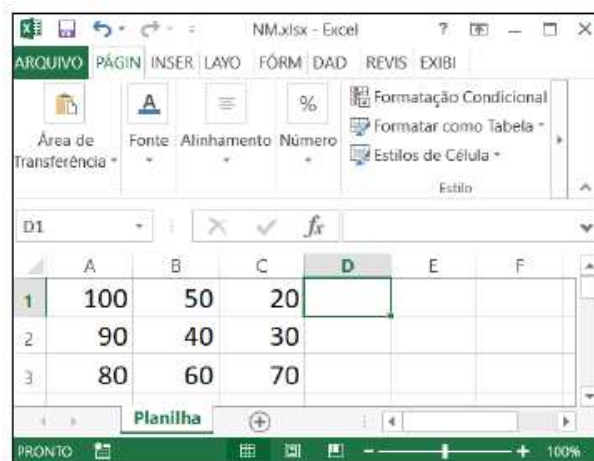 NM.xlsx - Excel ?
ARQUIVO PÁGIN INSER LAYO FÓRM DAD REVIS EXIBI
Área de Transferência
Fonte
Alinhamento
%
Número
Formatação Condicional
Formatar como Tabela
Estilos de Célula
Estilo
D1 fx
A B C D E F
1 100 50 20
2 90 40 30
3 80 60 70
Planilha
PRONTO 100%